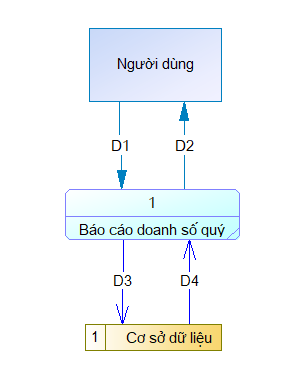 Người dùng
D1
D2
1
Báo cáo doanh số quý
D3
D4
1 Cơ sở dữ liệu